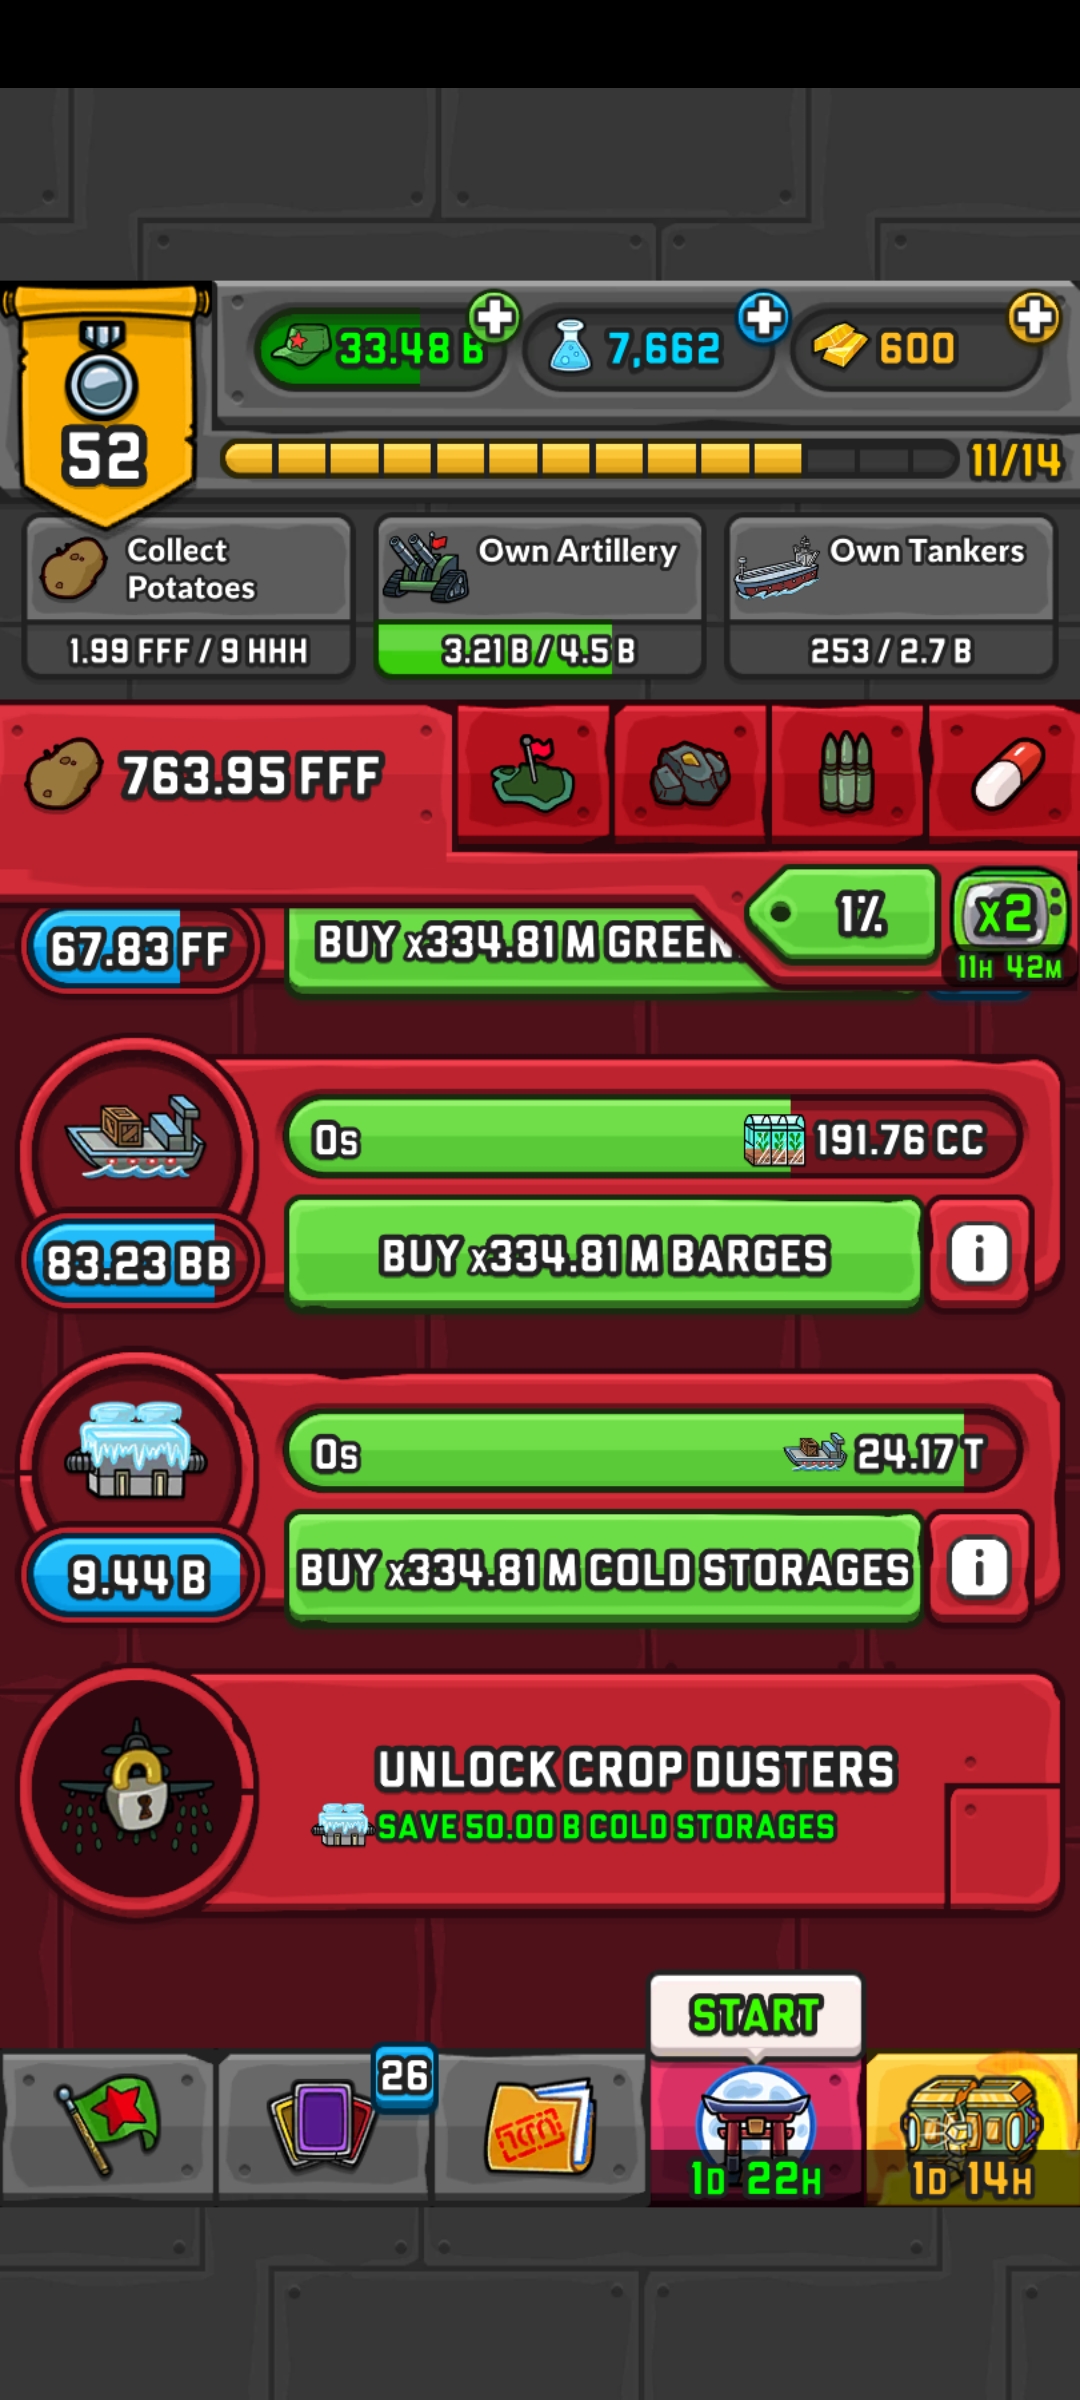 33.48 B
7,662
600
52
11/14
Collect
Potatoes
Own Artillery
Own Tankers
1.99 FFF / 9 HHH
3.21 B / 4.5 B
253 / 2.7 B
763.95 FFF
1%
x2
11H 42M
67.83 FF
BUY x334.81 M GREEN
0s
191.76 CC
83.23 BB
BUY x334.81 M BARGES
i
0s
24.17 T
9.44 B
BUY x334.81 M COLD STORAGES
i
UNLOCK CROP DUSTERS
SAVE 50.00 B COLD STORAGES
START
26
1D 22H
1D 14H